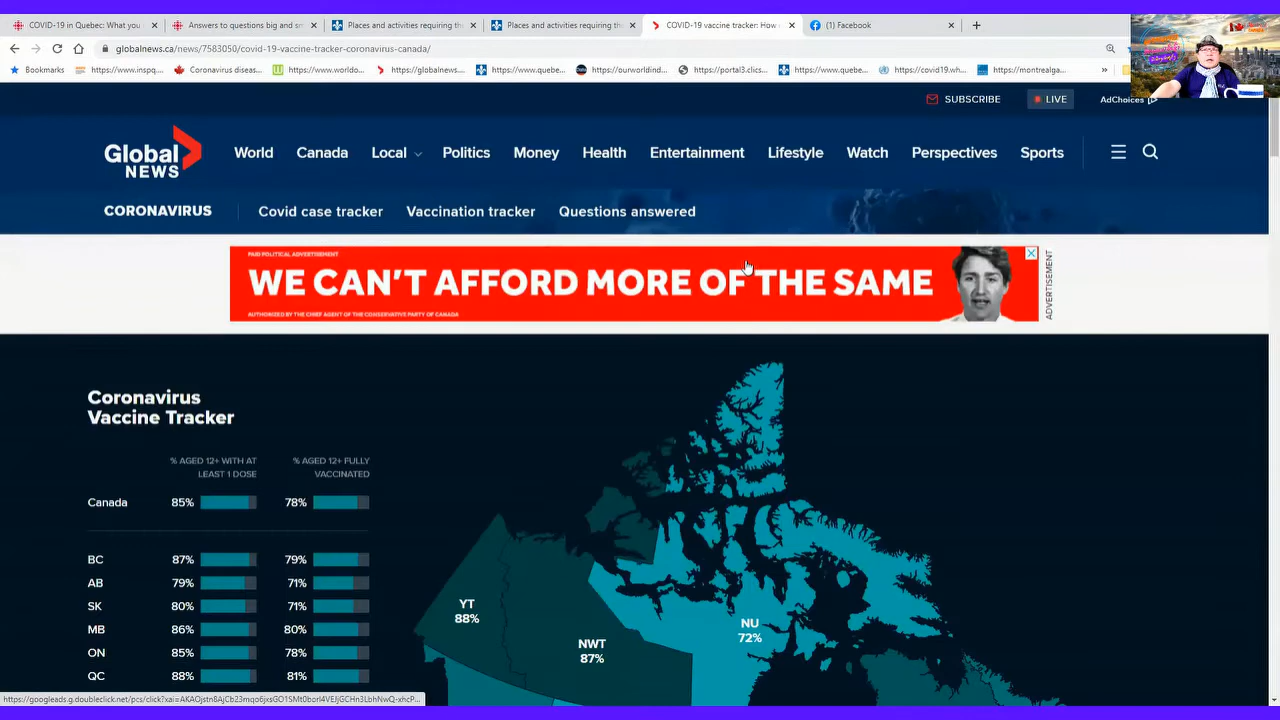 COVID-19 in Quebec: What you
Answers to questions big and sm
Places and activities requiring th
Places and activities requiring th
COVID-19 vaccine tracker: How
(1) Facebook
globalnews.ca/news/7583050/covid-19-vaccine-tracker-coronavirus-canada/
Bookmarks
https://www.inspq...
Coronavirus diseas...
https://www.worldo...
https://globalnews...
https://www.quebe...
https://ourworldind...
https://portal3.clics...
https://www.quebe...
https://covid19.wh...
https://montrealga...
SUBSCRIBE
LIVE
AdChoices
Global
NEWS
World
Canada
Local
Politics
Money
Health
Entertainment
Lifestyle
Watch
Perspectives
Sports
CORONAVIRUS
Covid case tracker
Vaccination tracker
Questions answered
PAID POLITICAL ADVERTISEMENT
WE CAN'T AFFORD MORE OF THE SAME
AUTHORIZED BY THE CHIEF AGENT OF THE CONSERVATIVE PARTY OF CANADA
ADVERTISEMENT
Coronavirus
Vaccine Tracker
% AGED 12+ WITH AT
LEAST 1 DOSE
% AGED 12+ FULLY
VACCINATED
Canada 85% 78%
BC 87% 79%
AB 79% 71%
SK 80% 71%
MB 86% 80%
ON 85% 78%
QC 88% 81%
YT
88%
NWT
87%
NU
72%